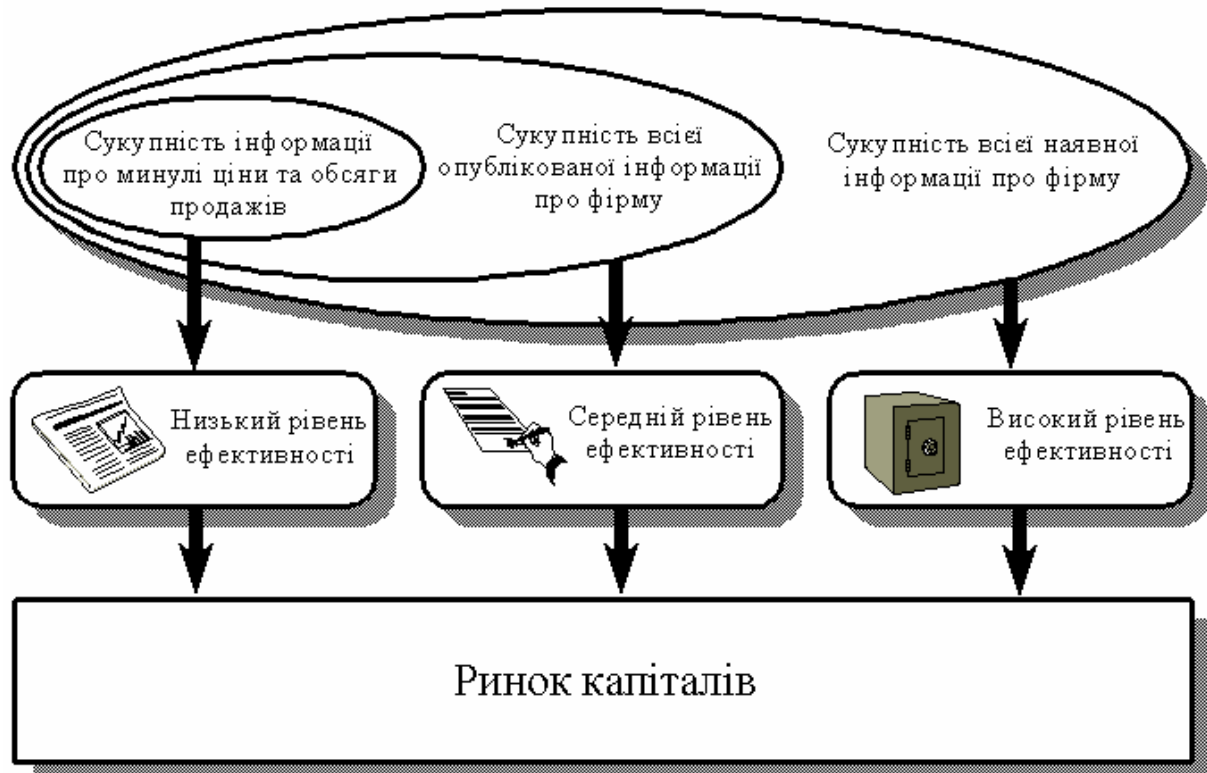 Сукупність інформації
про минулі ціни та обсяги
продажів
Сукупність всієї
опублікованої інформації
про фірму
Сукупність всієї наявної
інформації про фірму
Низький рівень
ефективності
Середній рівень
ефективності
Високий рівень
ефективності
Ринок капіталів